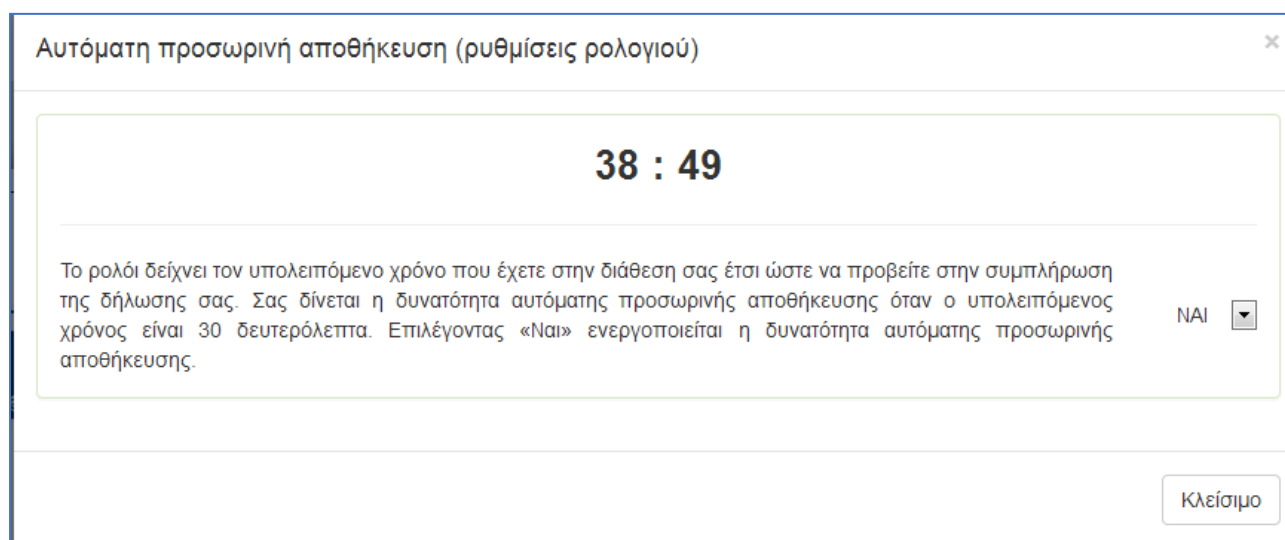 Αυτόματη προσωρινή αποθήκευση (ρυθμίσεις ρολογιού)
×
38 : 49
Το ρολόι δείχνει τον υπολειπόμενο χρόνο που έχετε στην διάθεση σας έτσι ώστε να προβείτε στην συμπλήρωση
της δήλωσης σας. Σας δίνεται η δυνατότητα αυτόματης προσωρινής αποθήκευσης όταν ο υπολειπόμενος
χρόνος είναι 30 δευτερόλεπτα. Επιλέγοντας «Ναι» ενεργοποιείται η δυνατότητα αυτόματης προσωρινής
αποθήκευσης.
ΝΑΙ
Κλείσιμο